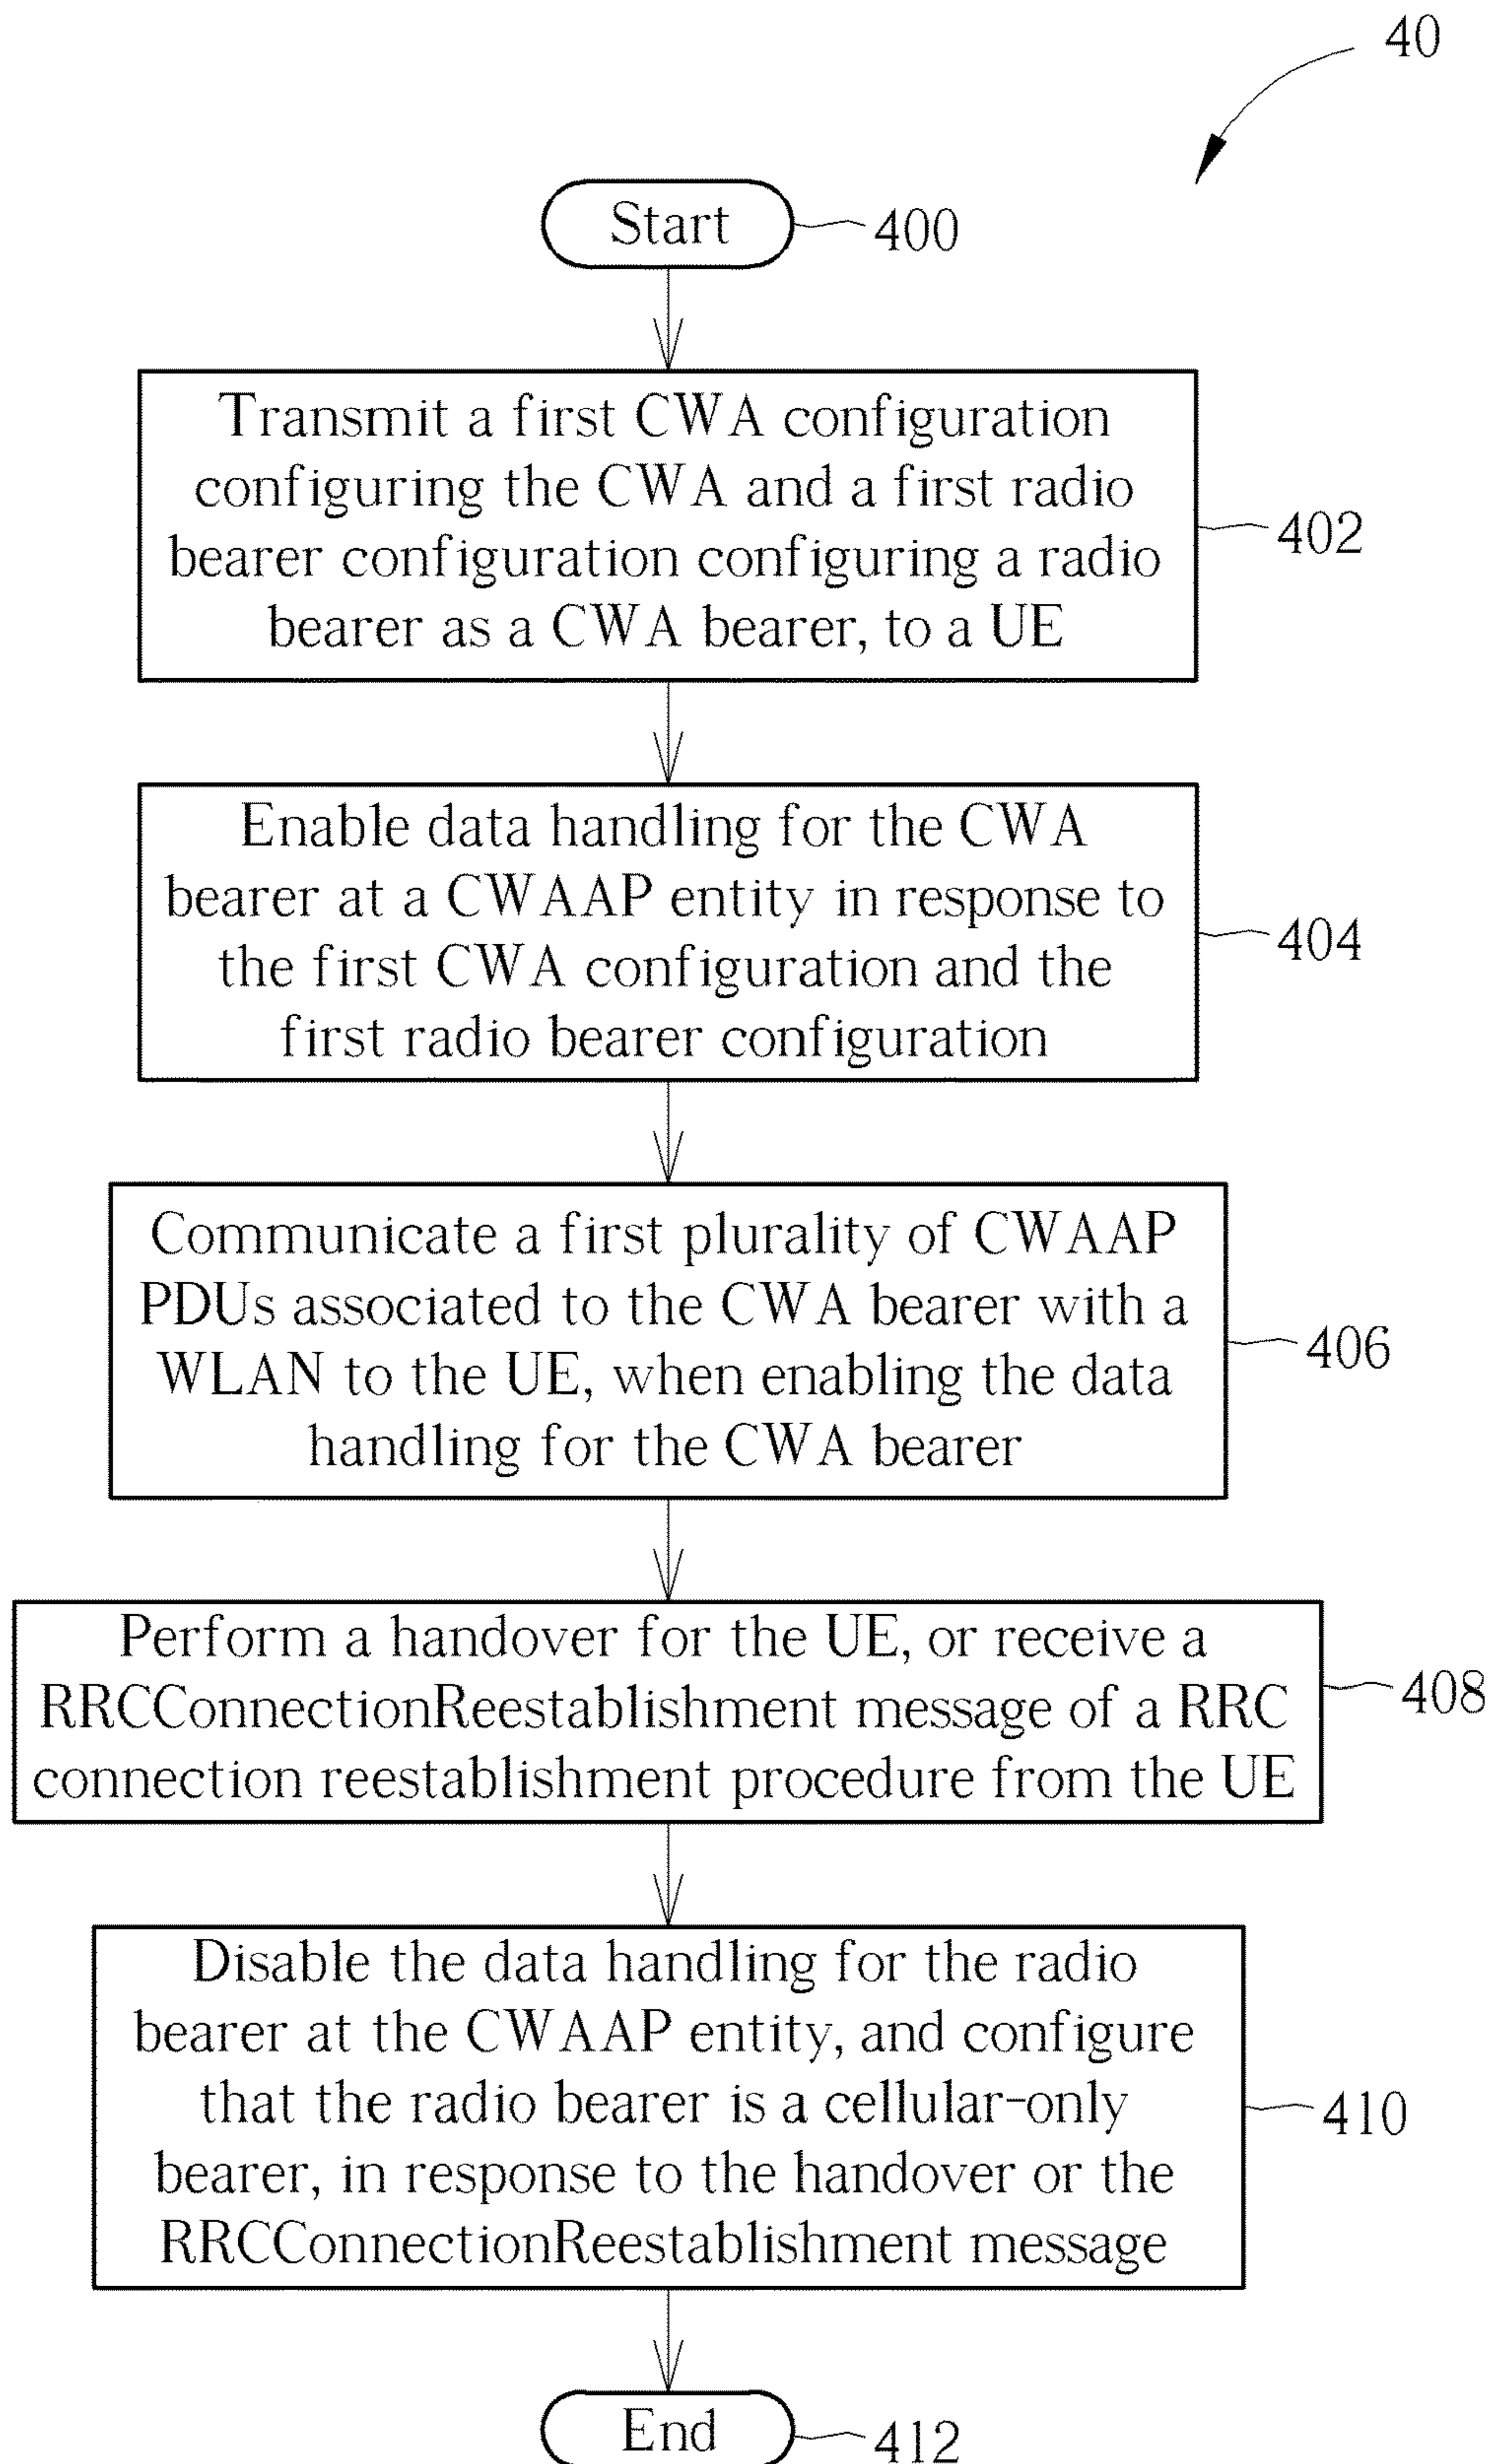 40
Start
400
Transmit a first CWA configuration
configuring the CWA and a first radio
bearer configuration configuring a radio
bearer as a CWA bearer, to a UE
402
Enable data handling for the CWA
bearer at a CWAAP entity in response to
the first CWA configuration and the
first radio bearer configuration
404
Communicate a first plurality of CWAAP
PDUs associated to the CWA bearer with a
WLAN to the UE, when enabling the data
handling for the CWA bearer
406
Perform a handover for the UE, or receive a
RRCConnectionReestablishment message of a RRC
connection reestablishment procedure from the UE
408
Disable the data handling for the radio
bearer at the CWAAP entity, and configure
that the radio bearer is a cellular-only
bearer, in response to the handover or the
RRCConnectionReestablishment message
410
End
412